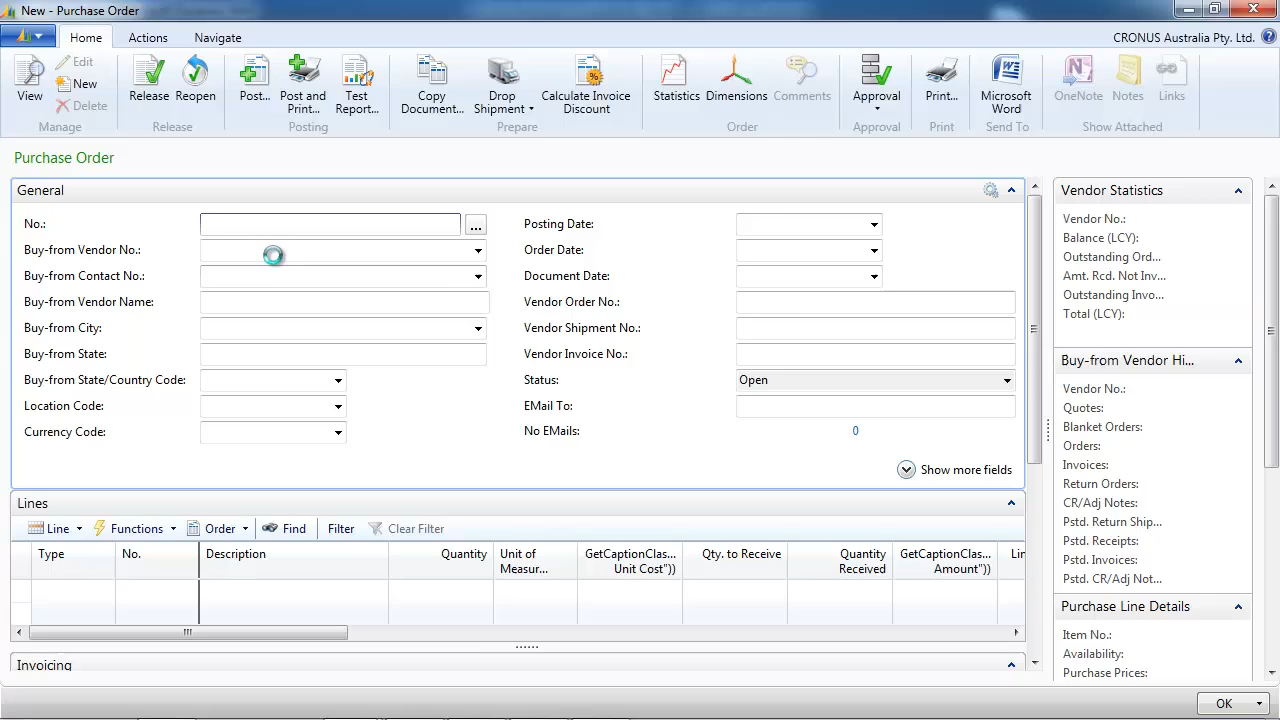 New - Purchase Order
Home Actions Navigate CRONUS Australia Pty. Ltd.
View Edit New Delete Release Reopen Post... Post and Print... Test Report... Copy Document... Drop Shipment Calculate Invoice Discount Statistics Dimensions Comments Approval Print... Microsoft Word OneNote Notes Links
Manage Release Posting Prepare Order Approval Print Send To Show Attached
Purchase Order
General
No.: ... Posting Date:
Buy-from Vendor No.: Order Date:
Buy-from Contact No.: Document Date:
Buy-from Vendor Name: Vendor Order No.:
Buy-from City: Vendor Shipment No.:
Buy-from State: Vendor Invoice No.:
Buy-from State/Country Code: Status: Open
Location Code: EMail To:
Currency Code: No EMails: 0
Show more fields
Lines
Line Functions Order Find Filter Clear Filter
Type No. Description Quantity Unit of Measur... GetCaptionClas... Unit Cost")) Qty. to Receive Quantity Received GetCaptionClas... Amount")) Lin
Invoicing
Vendor Statistics
Vendor No.:
Balance (LCY):
Outstanding Ord...
Amt. Rcd. Not Inv...
Outstanding Invo...
Total (LCY):
Buy-from Vendor Hi...
Vendor No.:
Quotes:
Blanket Orders:
Orders:
Invoices:
Return Orders:
CR/Adj Notes:
Pstd. Return Ship...
Pstd. Receipts:
Pstd. Invoices:
Pstd. CR/Adj Not...
Purchase Line Details
Item No.:
Availability:
Purchase Prices:
OK